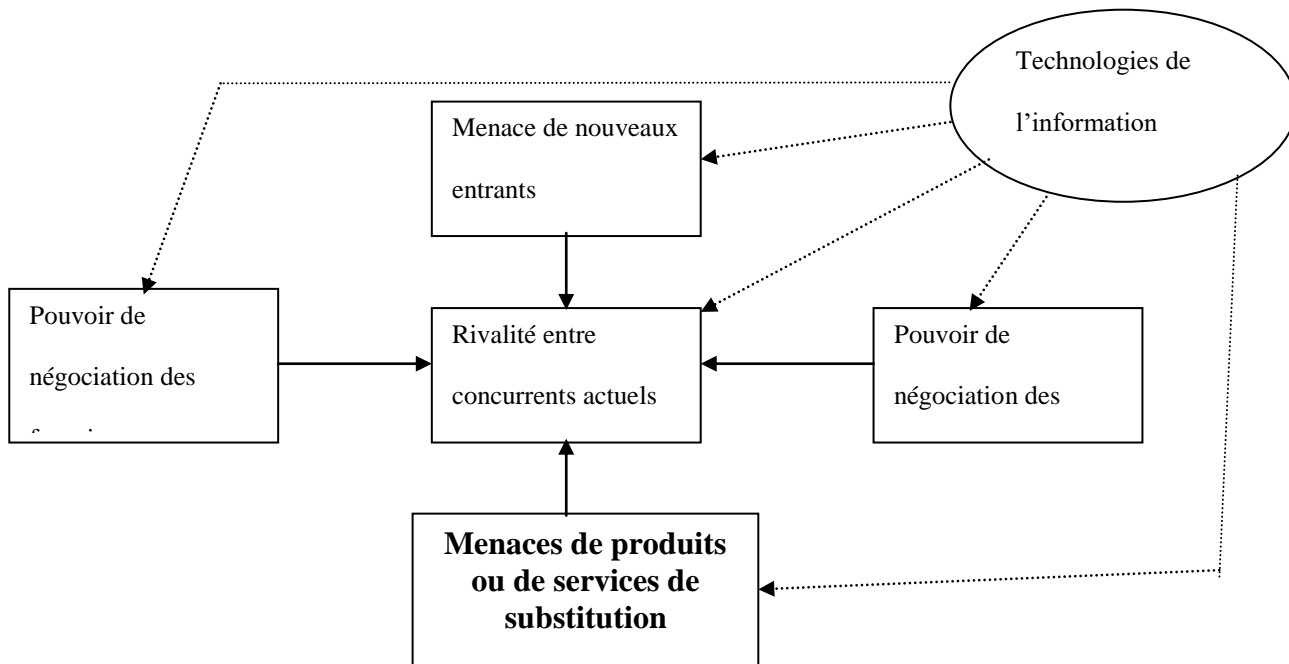 Technologies de
l’information
Menace de nouveaux
entrants
Pouvoir de
négociation des
Rivalité entre
concurrents actuels
Pouvoir de
négociation des
Menaces de produits
ou de services de
substitution